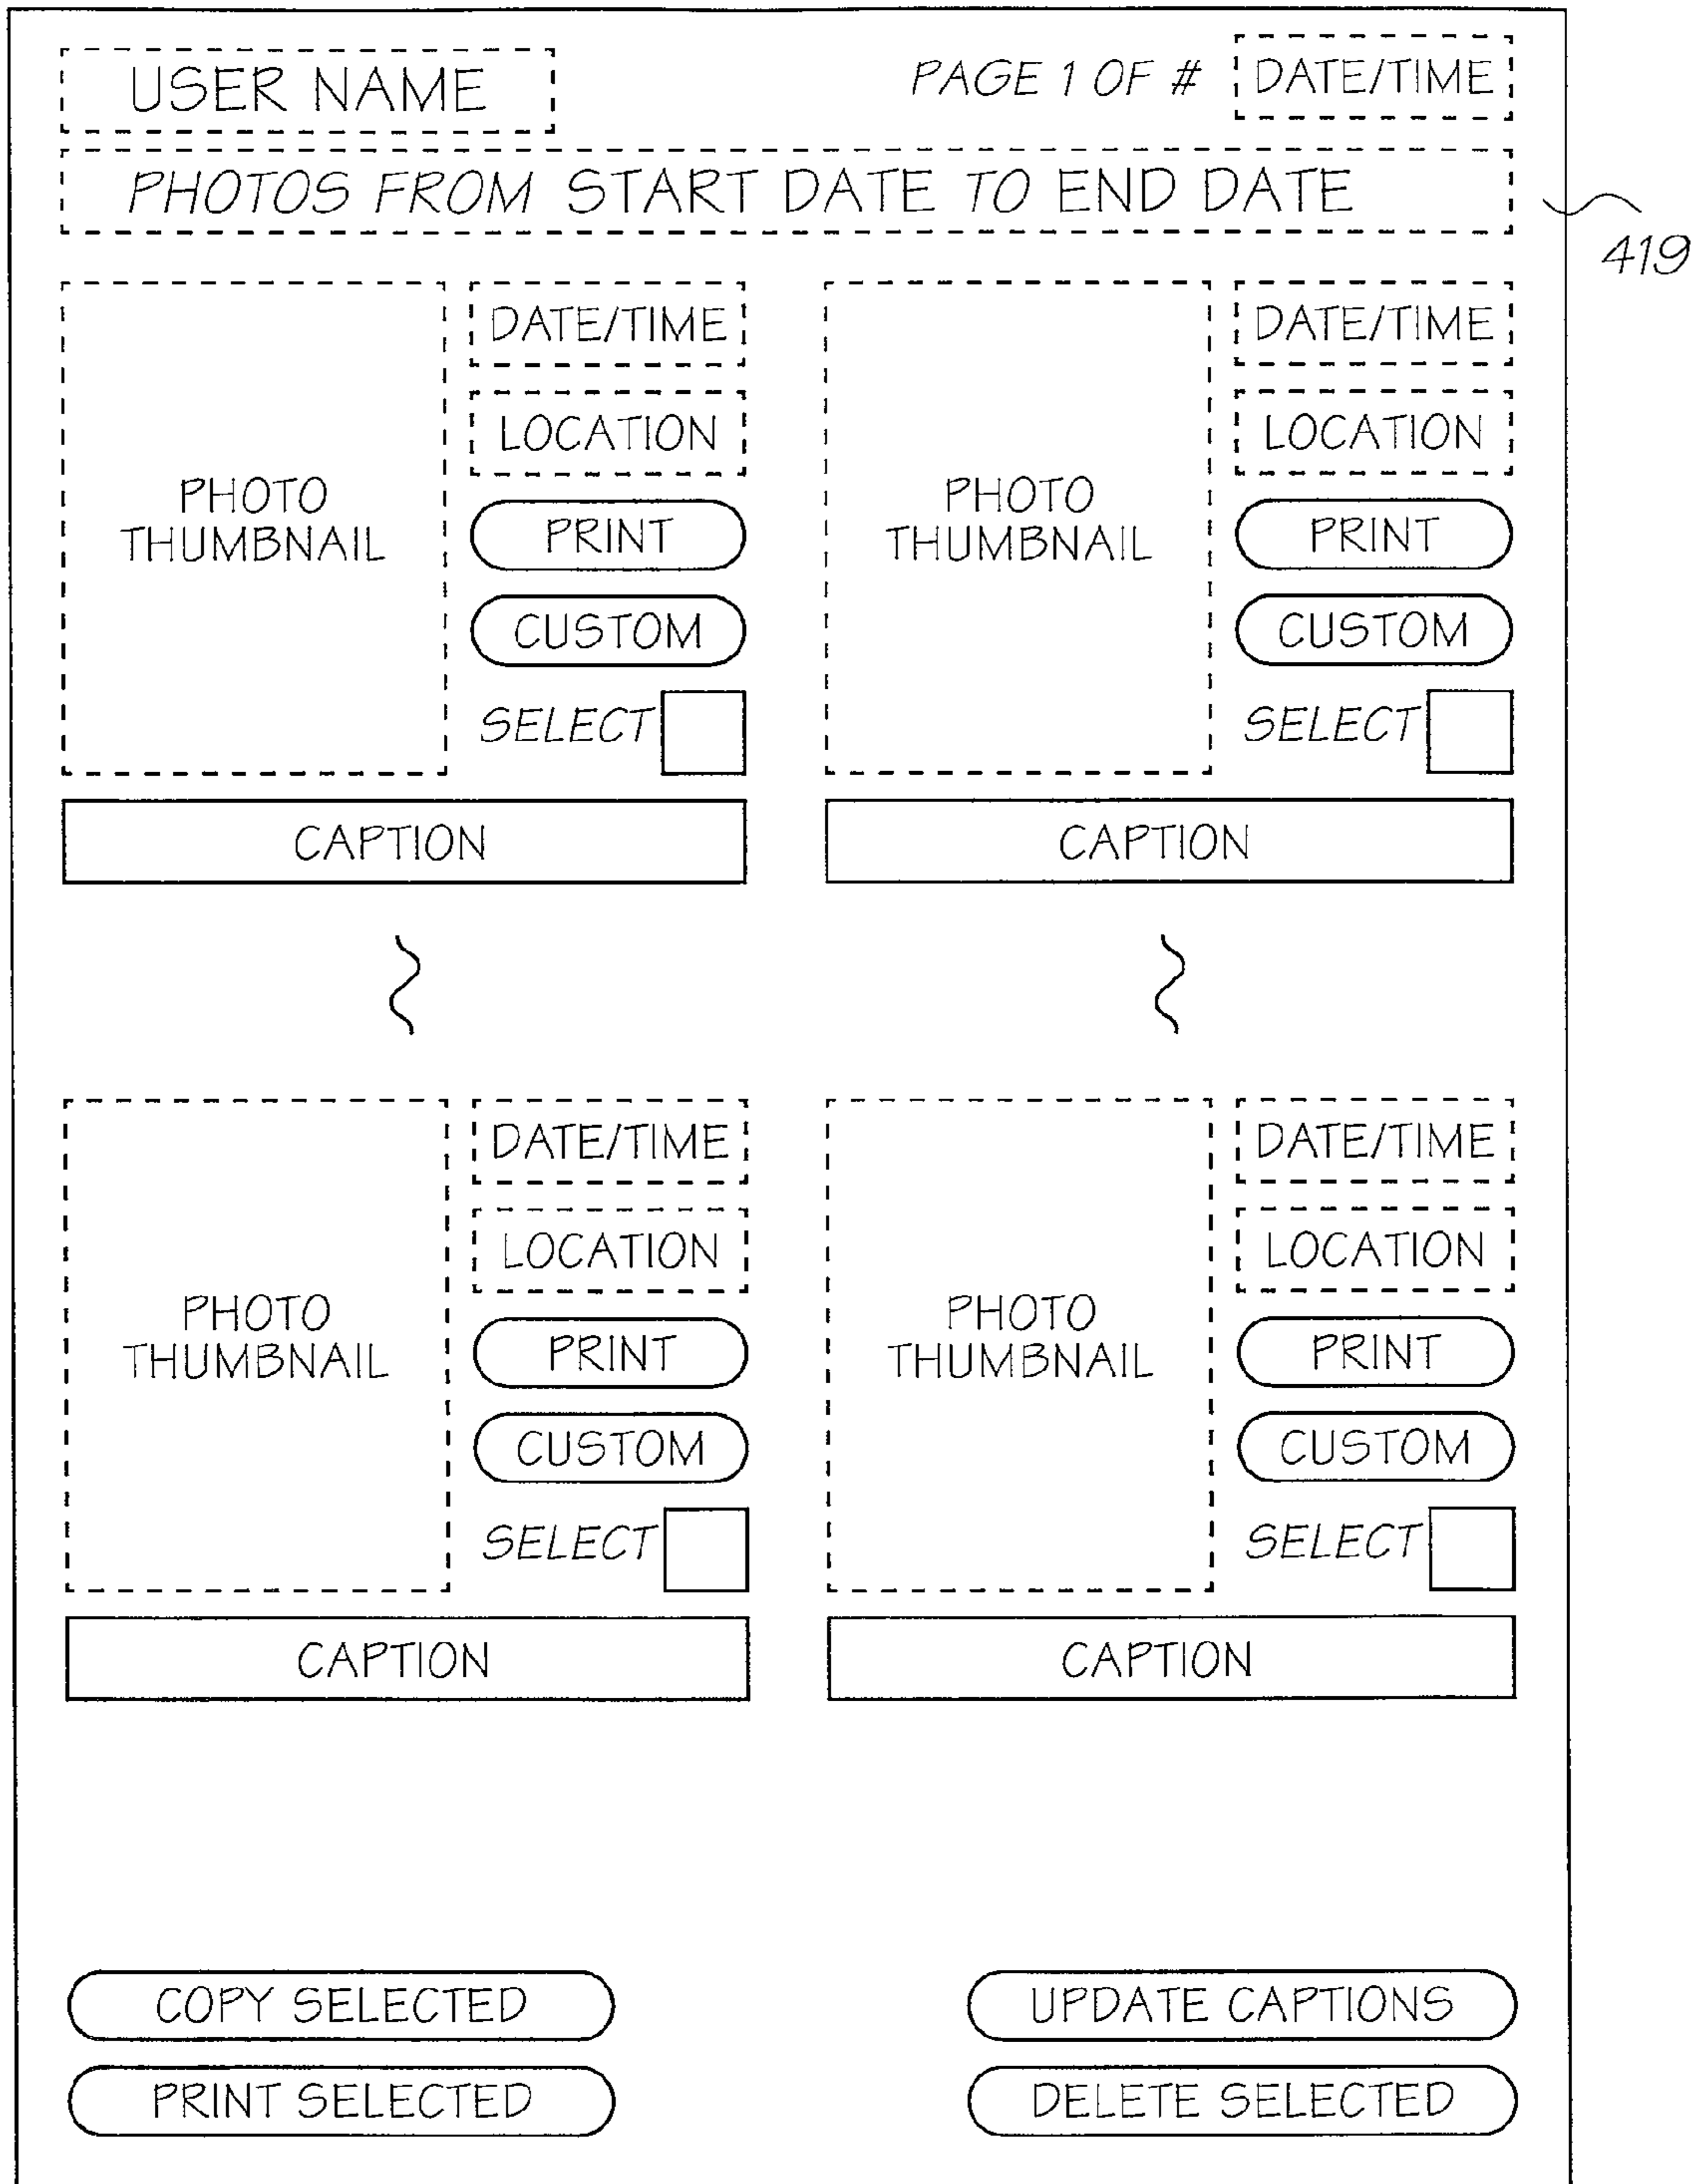 USER NAME
PAGE 1 OF # DATE/TIME
PHOTOS FROM START DATE TO END DATE
419
DATE/TIME DATE/TIME
LOCATION LOCATION
PHOTO PHOTO
THUMBNAIL PRINT THUMBNAIL PRINT
CUSTOM CUSTOM
SELECT SELECT
CAPTION CAPTION
DATE/TIME DATE/TIME
LOCATION LOCATION
PHOTO PHOTO
THUMBNAIL PRINT THUMBNAIL PRINT
CUSTOM CUSTOM
SELECT SELECT
CAPTION CAPTION
COPY SELECTED UPDATE CAPTIONS
PRINT SELECTED DELETE SELECTED